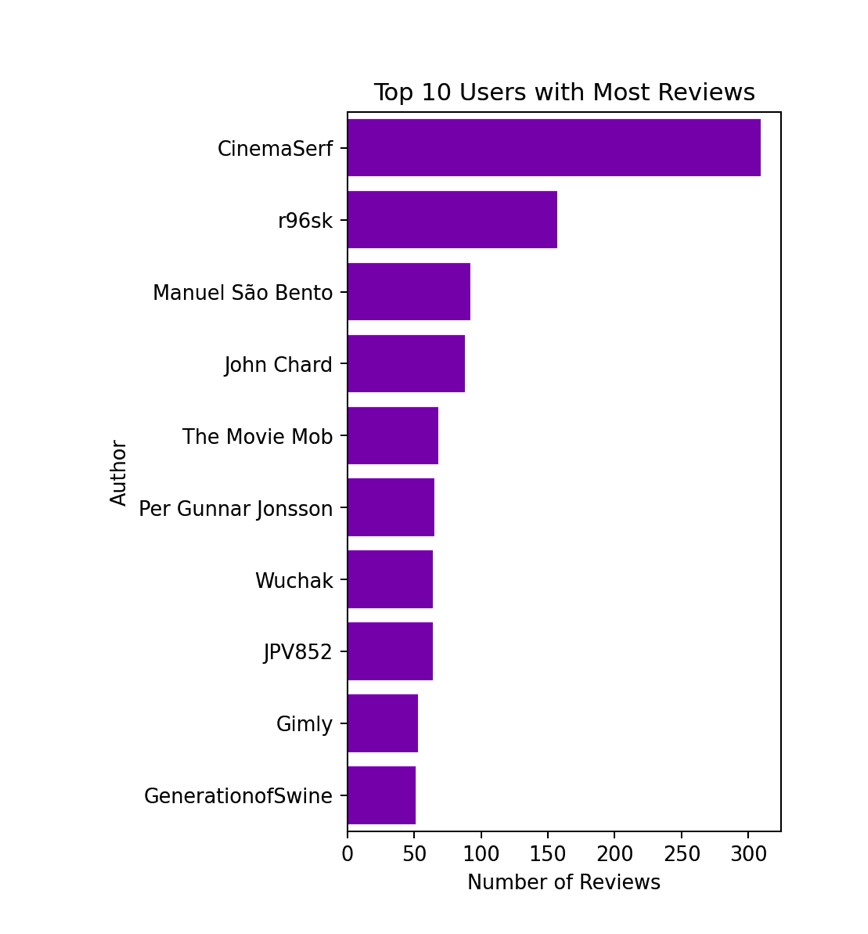 Top 10 Users with Most Reviews
CinemaSerf
r96sk
Manuel São Bento
John Chard
The Movie Mob
Per Gunnar Jonsson
Wuchak
JPV852
Gimly
GenerationofSwine
Author
0 50 100 150 200 250 300
Number of Reviews